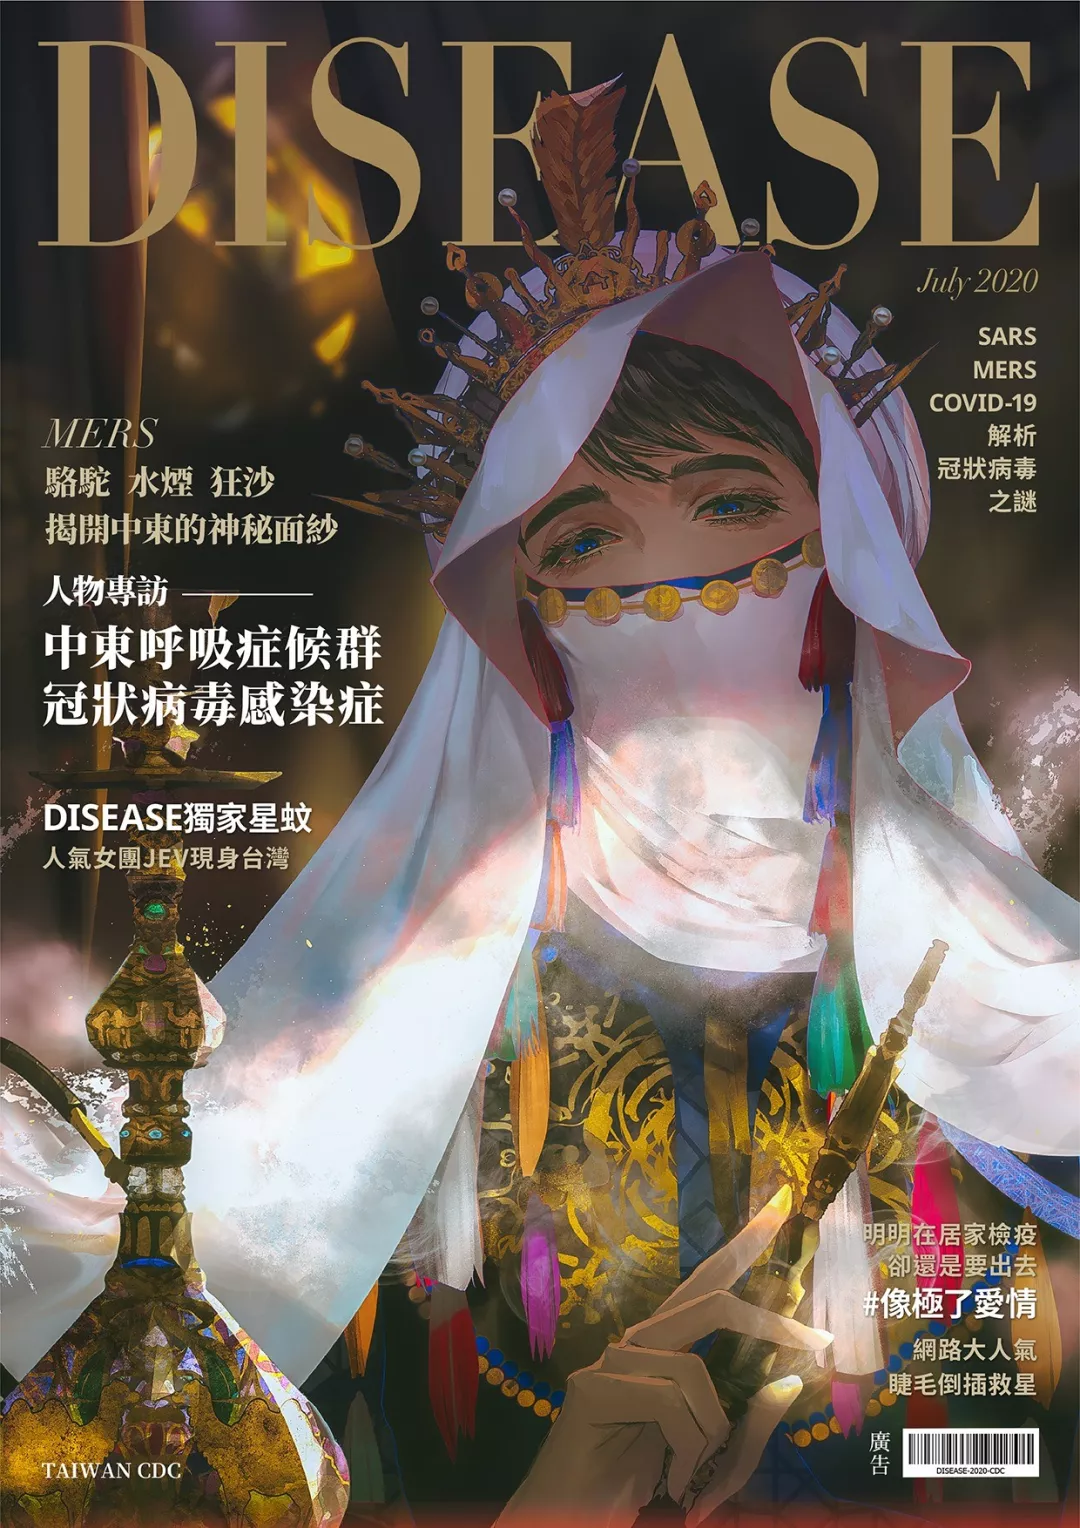 DISEASE
July 2020
SARS
MERS
COVID-19
解析
冠狀病毒
之謎
MERS
駱駝 水煙 狂沙
揭開中東的神秘面紗
人物專訪
中東呼吸症候群
冠狀病毒感染症
DISEASE獨家星蚊
人氣女團JEV現身台灣
明明在居家檢疫
卻還是要出去
#像極了愛情
網路大人氣
睫毛倒插救星
廣告
DISEASE-2020-CDC
TAIWAN CDC